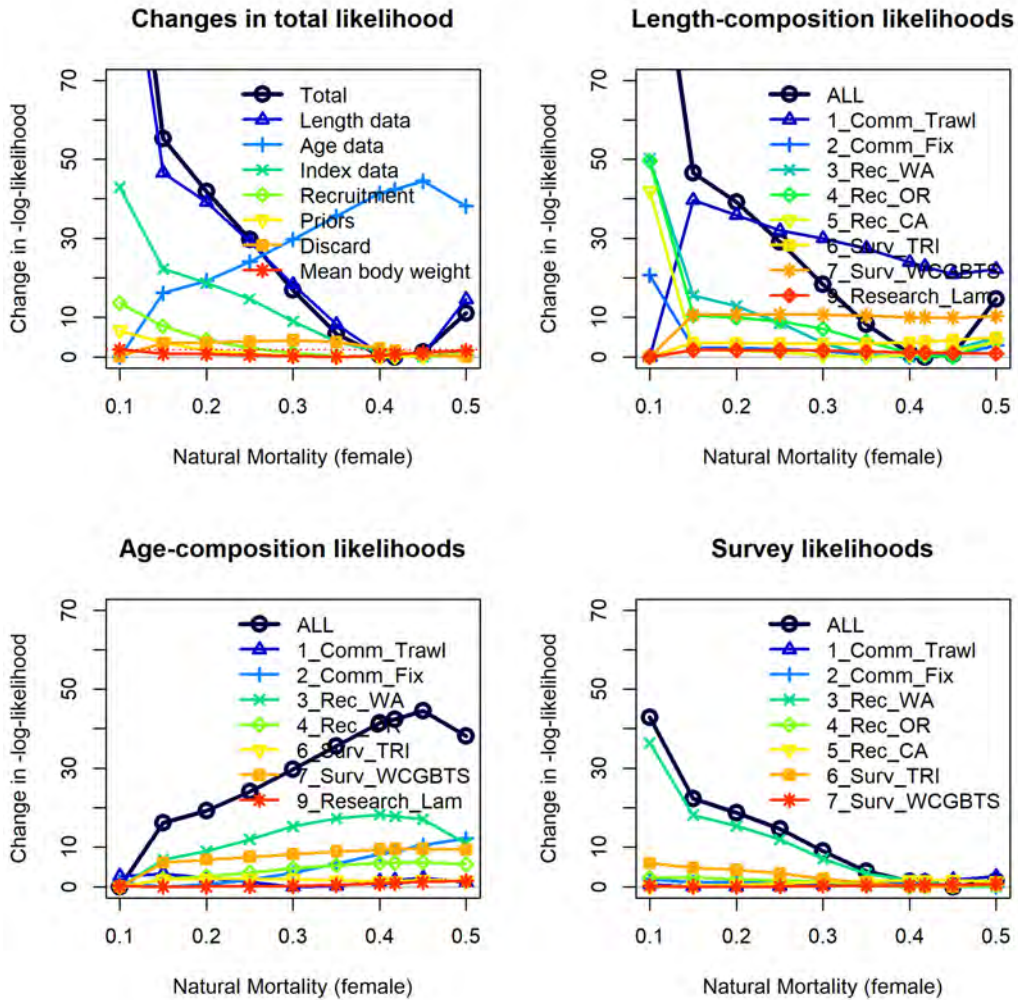 Changes in total likelihood
Change in -log-likelihood
70
50
30
10
0
Total
Length data
Age data
Index data
Recruitment
Priors
Discard
Mean body weight
0.1 0.2 0.3 0.4 0.5
Natural Mortality (female)
Length-composition likelihoods
Change in -log-likelihood
70
50
30
10
0
ALL
1_Comm_Trawl
2_Comm_Fix
3_Rec_WA
4_Rec_OR
5_Rec_CA
6_Surv_TRI
7_Surv_WCGBTS
9_Research_Lam
0.1 0.2 0.3 0.4 0.5
Natural Mortality (female)
Age-composition likelihoods
Change in -log-likelihood
70
50
30
10
0
ALL
1_Comm_Trawl
2_Comm_Fix
3_Rec_WA
4_Rec_OR
6_Surv_TRI
7_Surv_WCGBTS
9_Research_Lam
0.1 0.2 0.3 0.4 0.5
Natural Mortality (female)
Survey likelihoods
Change in -log-likelihood
70
50
30
10
0
ALL
1_Comm_Trawl
2_Comm_Fix
3_Rec_WA
4_Rec_OR
5_Rec_CA
6_Surv_TRI
7_Surv_WCGBTS
0.1 0.2 0.3 0.4 0.5
Natural Mortality (female)